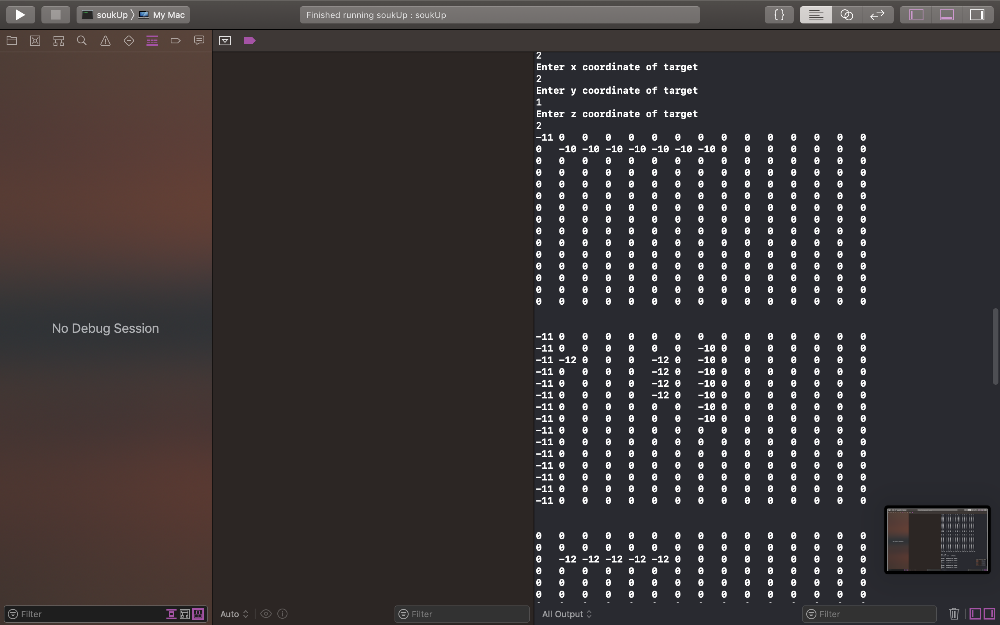 soukUp 〉 My Mac
Finished running soukUp : soukUp
No Debug Session
2
Enter x coordinate of target
2
Enter y coordinate of target
1
Enter z coordinate of target
2
-11 0 0 0 0 0 0 0 0 0 0 0 0 0 0
0 -10 -10 -10 -10 -10 -10 -10 0 0 0 0 0 0 0
0 0 0 0 0 0 0 0 0 0 0 0 0 0 0
0 0 0 0 0 0 0 0 0 0 0 0 0 0 0
0 0 0 0 0 0 0 0 0 0 0 0 0 0 0
0 0 0 0 0 0 0 0 0 0 0 0 0 0 0
0 0 0 0 0 0 0 0 0 0 0 0 0 0 0
0 0 0 0 0 0 0 0 0 0 0 0 0 0 0
0 0 0 0 0 0 0 0 0 0 0 0 0 0 0
0 0 0 0 0 0 0 0 0 0 0 0 0 0 0
0 0 0 0 0 0 0 0 0 0 0 0 0 0 0
0 0 0 0 0 0 0 0 0 0 0 0 0 0 0
0 0 0 0 0 0 0 0 0 0 0 0 0 0 0
0 0 0 0 0 0 0 0 0 0 0 0 0 0 0
0 0 0 0 0 0 0 0 0 0 0 0 0 0 0
-11 0 0 0 0 0 0 0 0 0 0 0 0 0 0
-11 0 0 0 0 0 0 -10 0 0 0 0 0 0 0
-11 -12 0 0 0 -12 0 -10 0 0 0 0 0 0 0
-11 0 0 0 0 -12 0 -10 0 0 0 0 0 0 0
-11 0 0 0 0 -12 0 -10 0 0 0 0 0 0 0
-11 0 0 0 0 -12 0 -10 0 0 0 0 0 0 0
-11 0 0 0 0 0 0 -10 0 0 0 0 0 0 0
-11 0 0 0 0 0 0 -10 0 0 0 0 0 0 0
-11 0 0 0 0 0 0 0 0 0 0 0 0 0 0
-11 0 0 0 0 0 0 0 0 0 0 0 0 0 0
-11 0 0 0 0 0 0 0 0 0 0 0 0 0 0
-11 0 0 0 0 0 0 0 0 0 0 0 0 0 0
-11 0 0 0 0 0 0 0 0 0 0 0 0 0 0
-11 0 0 0 0 0 0 0 0 0 0 0 0 0 0
-11 0 0 0 0 0 0 0 0 0 0 0 0 0 0
0 0 0 0 0 0 0 0 0 0 0 0 0 0 0
0 0 0 0 0 0 0 0 0 0 0 0 0 0 0
0 -12 -12 -12 -12 -12 0 0 0 0 0 0 0 0 0
0 0 0 0 0 0 0 0 0 0 0 0 0 0 0
0 0 0 0 0 0 0 0 0 0 0 0 0 0 0
0 0 0 0 0 0 0 0 0 0 0 0 0 0 0
Filter
Auto
Filter
All Output
Filter